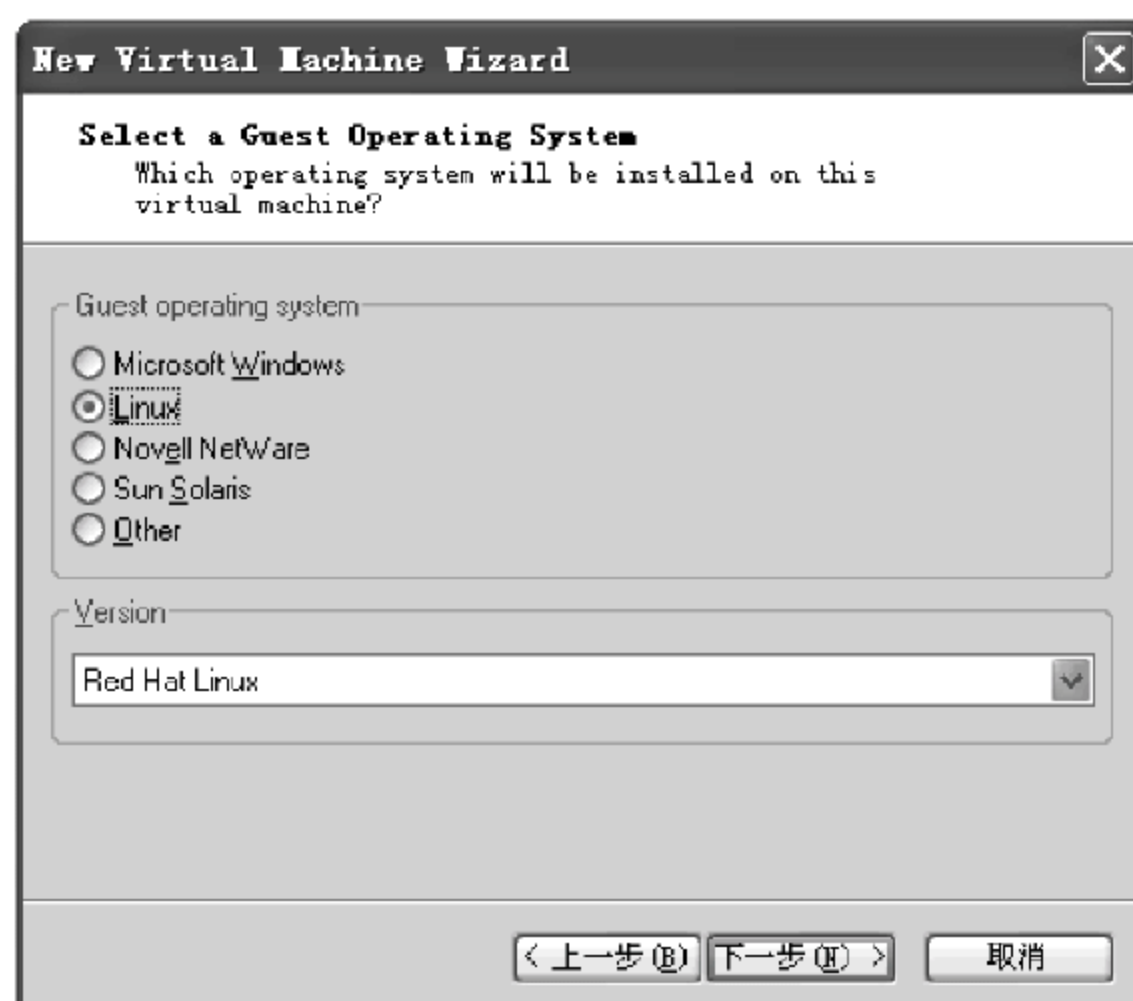 New Virtual Machine Wizard
Select a Guest Operating System
Which operating system will be installed on this
virtual machine?
Guest operating system
Microsoft Windows
Linux
Novell NetWare
Sun Solaris
Other
Version
Red Hat Linux
< 上一步(B) 下一步(N) > 取消